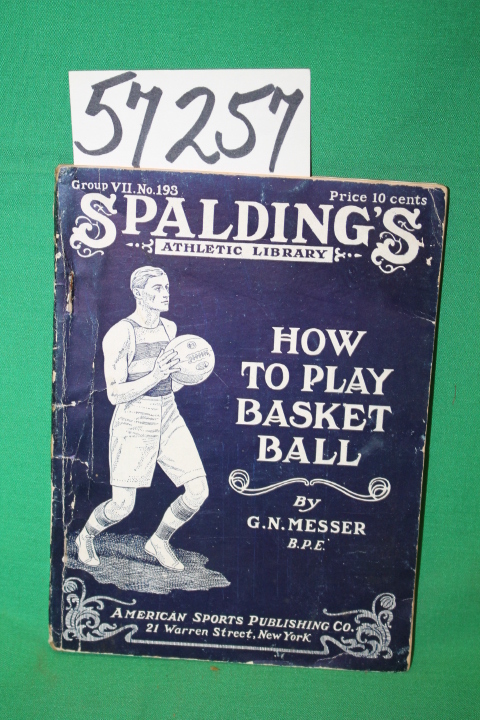 57257
Group VII. No. 193
Price 10 cents
SPALDING'S
ATHLETIC LIBRARY
HOW
TO PLAY
BASKET
BALL
By
G.N. MESSER
B.P.E.
AMERICAN SPORTS PUBLISHING CO.
21 Warren Street, New York